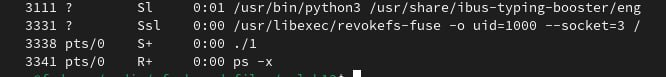 3111 ? Sl 0:01 /usr/bin/python3 /usr/share/ibus-typing-booster/eng
3331 ? Ssl 0:00 /usr/libexec/revokefs-fuse -o uid=1000 --socket=3 /
3338 pts/0 S+ 0:00 ./1
3341 pts/0 R+ 0:00 ps -x